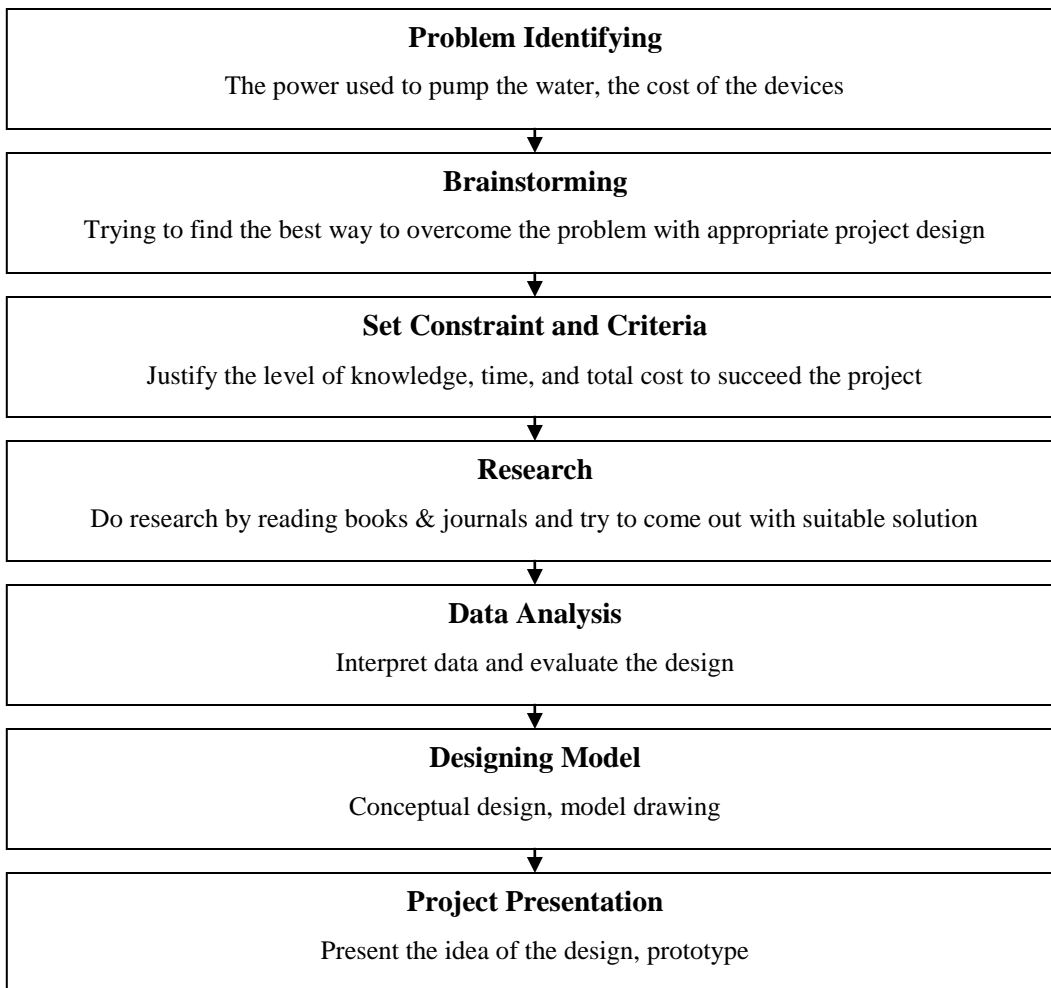 Problem Identifying
The power used to pump the water, the cost of the devices
Brainstorming
Trying to find the best way to overcome the problem with appropriate project design
Set Constraint and Criteria
Justify the level of knowledge, time, and total cost to succeed the project
Research
Do research by reading books & journals and try to come out with suitable solution
Data Analysis
Interpret data and evaluate the design
Designing Model
Conceptual design, model drawing
Project Presentation
Present the idea of the design, prototype